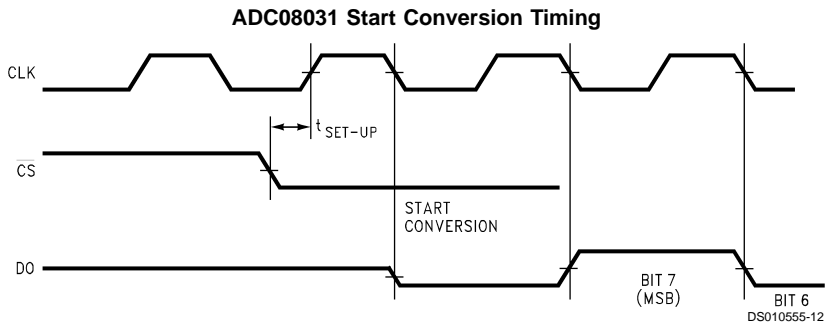 ADC08031 Start Conversion Timing
CLK
t SET-UP
CS
START
CONVERSION
DO
BIT 7
(MSB)
BIT 6
DS010555-12